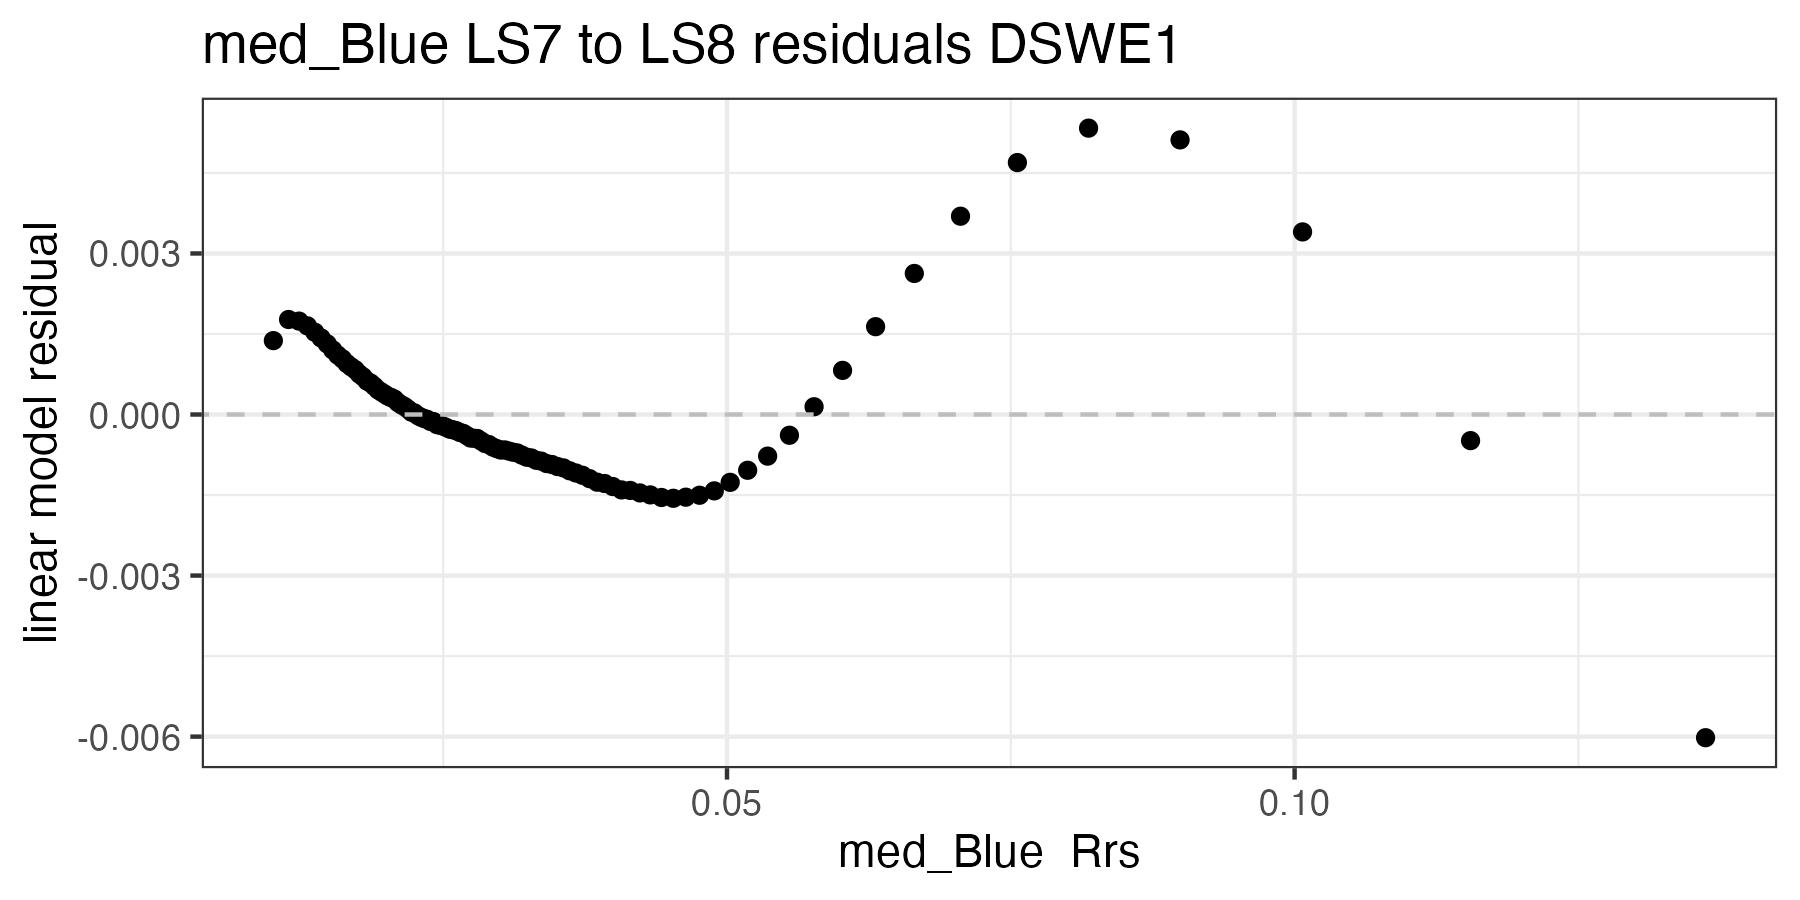 med_Blue LS7 to LS8 residuals DSWE1
linear model residual
0.003
0.000
-0.003
-0.006
0.05
0.10
med_Blue  Rrs